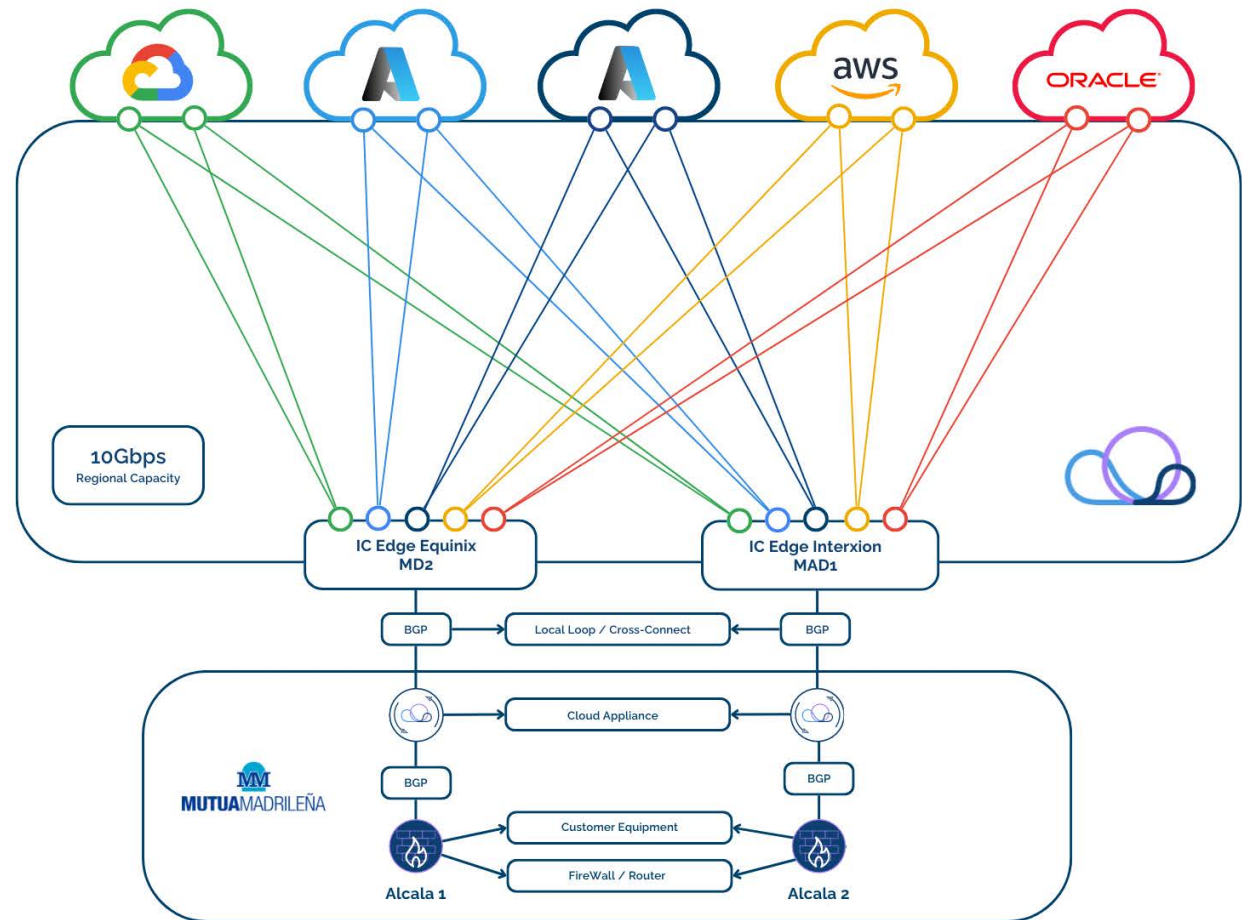 aws
ORACLE
10Gbps
Regional Capacity
IC Edge Equinix
MD2
IC Edge Interxion
MAD1
BGP
Local Loop / Cross-Connect
BGP
Cloud Appliance
MM
MUTUAMADRILEÑA
BGP
BGP
Customer Equipment
FireWall / Router
Alcala 1
Alcala 2